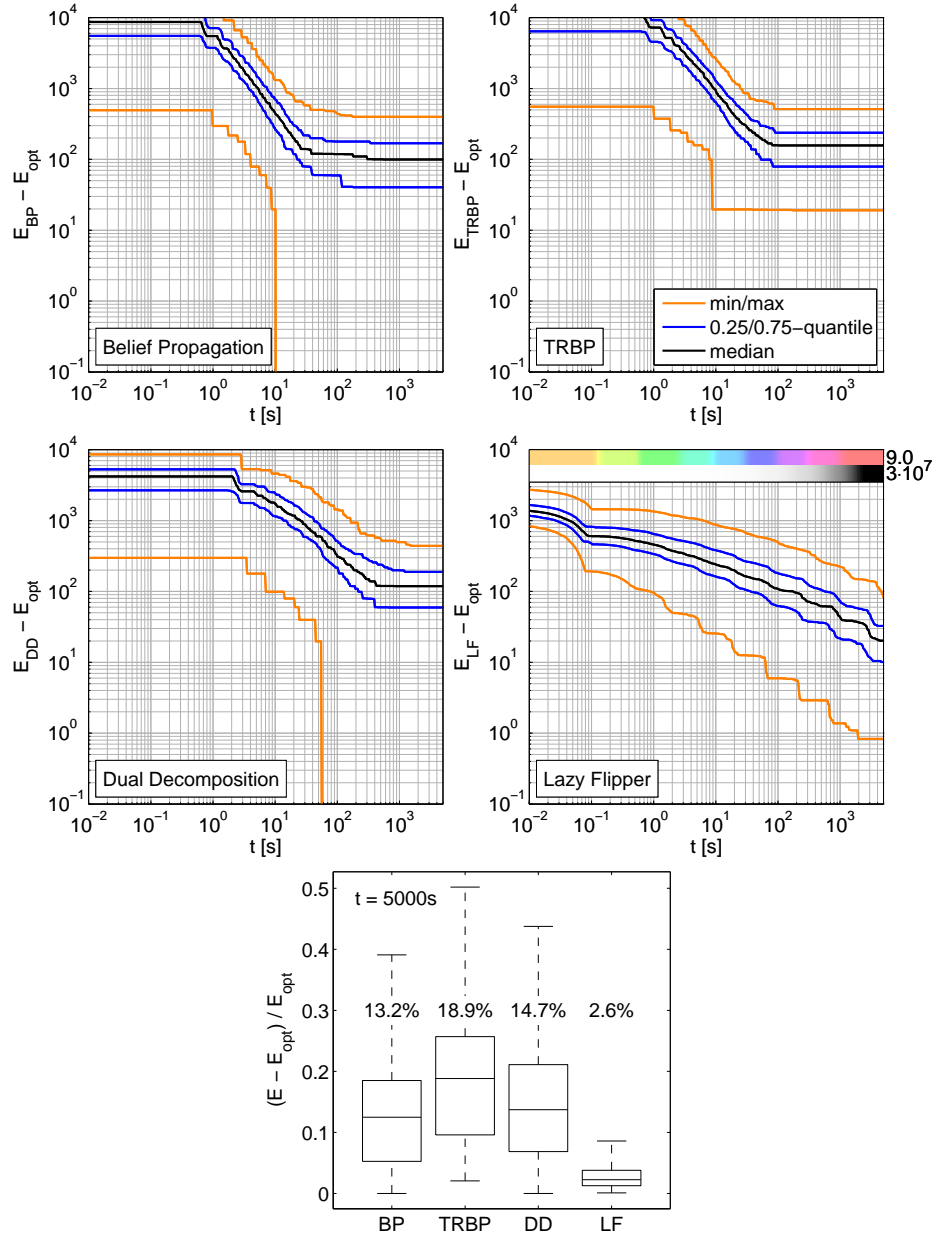 10^4
10^3
10^2
10^1
10^0
10^−1
E_BP − E_opt
Belief Propagation
10^−2 10^−1 10^0 10^1 10^2 10^3
t [s]
10^4
10^3
10^2
10^1
10^0
10^−1
E_TRBP − E_opt
min/max
0.25/0.75−quantile
median
TRBP
10^−2 10^−1 10^0 10^1 10^2 10^3
t [s]
10^4
10^3
10^2
10^1
10^0
10^−1
E_DD − E_opt
Dual Decomposition
10^−2 10^−1 10^0 10^1 10^2 10^3
t [s]
10^4
10^3
10^2
10^1
10^0
10^−1
E_LF − E_opt
9.0
3·10^7
Lazy Flipper
10^−2 10^−1 10^0 10^1 10^2 10^3
t [s]
0.5
0.4
0.3
0.2
0.1
0
(E − E_opt) / E_opt
t = 5000s
13.2% 18.9% 14.7% 2.6%
BP TRBP DD LF